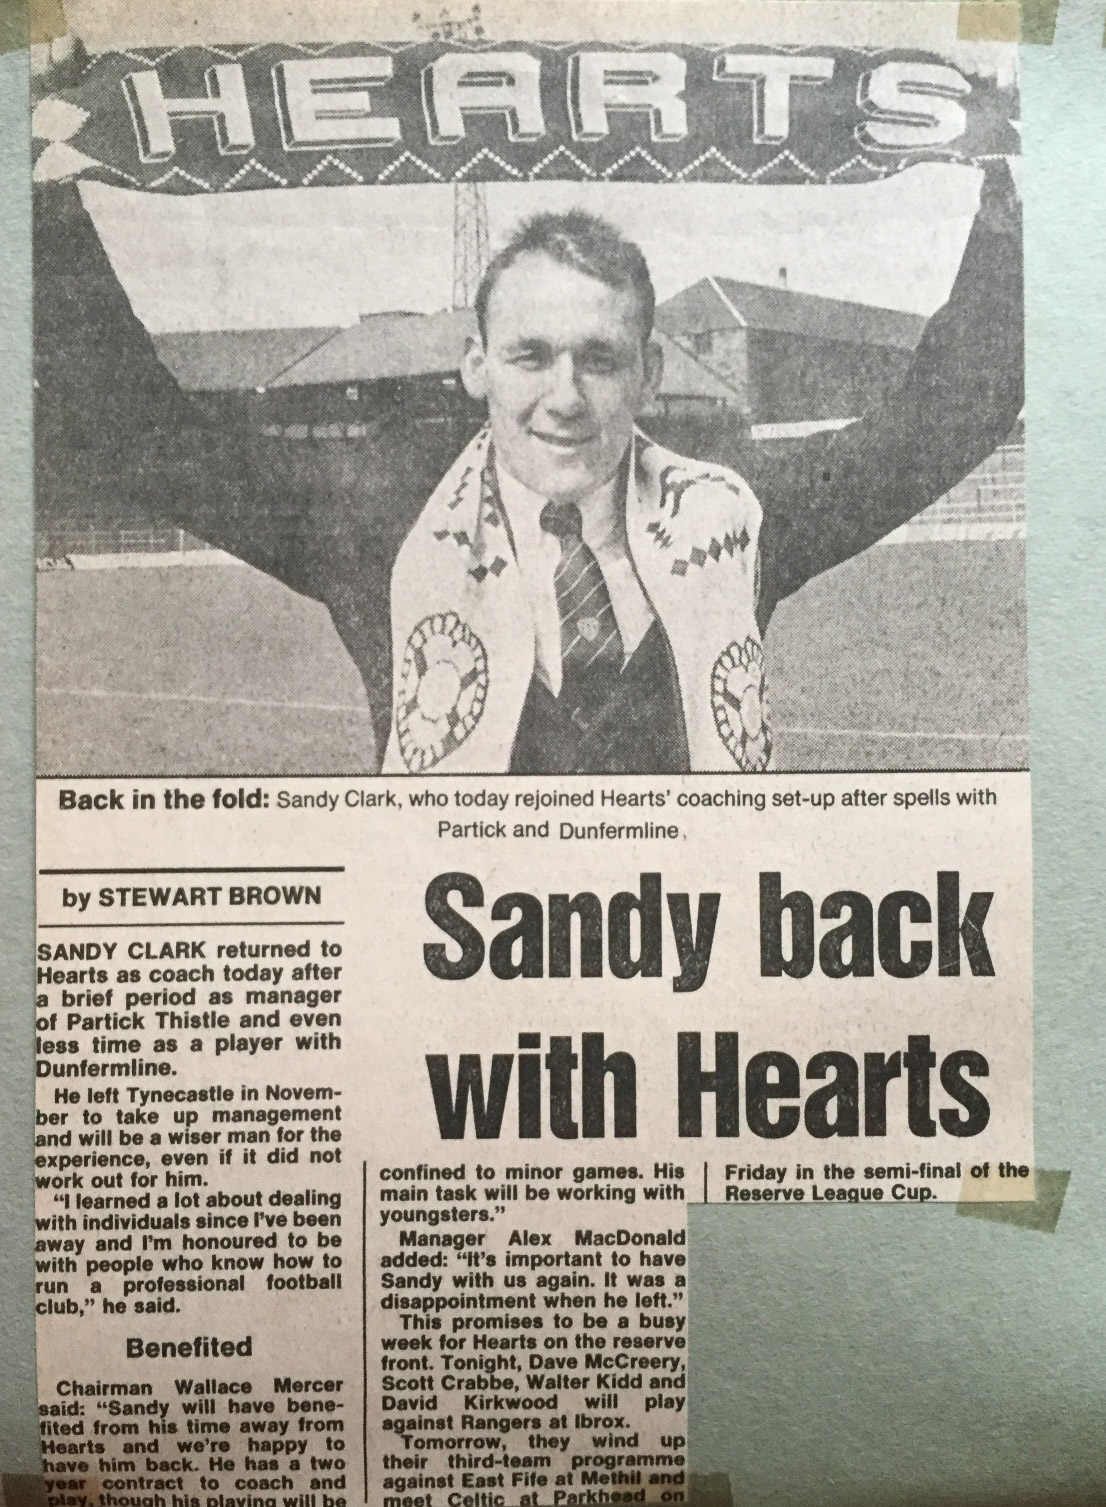 HEARTS
Back in the fold: Sandy Clark, who today rejoined Hearts' coaching set-up after spells with
Partick and Dunfermline.
Sandy back
with Hearts
by STEWART BROWN
SANDY CLARK returned to
Hearts as coach today after
a brief period as manager
of Partick Thistle and even
less time as a player with
Dunfermline.
He left Tynecastle in Novem-
ber to take up management
and will be a wiser man for the
experience, even if it did not
work out for him.
"I learned a lot about dealing
with individuals since I've been
away and I'm honoured to be
with people who know how to
run a professional football
club," he said.
Benefited
Chairman Wallace Mercer
said: "Sandy will have bene-
fited from his time away from
Hearts and we're happy to
have him back. He has a two
year contract to coach and
play, though his playing will be
confined to minor games. His
main task will be working with
youngsters."
Manager Alex MacDonald
added: "It's important to have
Sandy with us again. It was a
disappointment when he left."
This promises to be a busy
week for Hearts on the reserve
front. Tonight, Dave McCreery,
Scott Crabbe, Walter Kidd and
David Kirkwood will play
against Rangers at Ibrox.
Tomorrow, they wind up
their third-team programme
against East Fife at Methil and
meet Celtic at Parkhead on
Friday in the semi-final of the
Reserve League Cup.